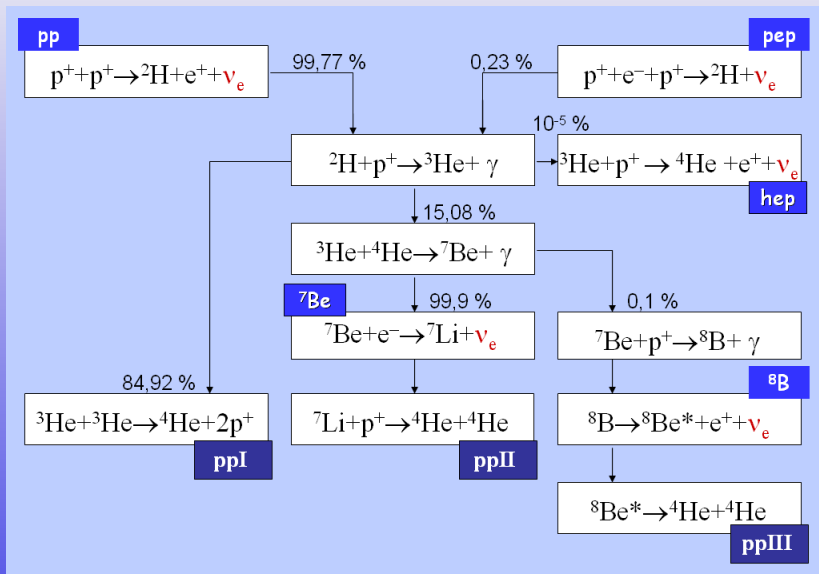 pp
pep
p⁺+p⁺→²H+e⁺+νₑ
99,77 %
0,23 %
p⁺+e⁻+p⁺→²H+νₑ
10⁻⁵ %
²H+p⁺→³He+ γ
³He+p⁺→ ⁴He +e⁺+νₑ
hep
15,08 %
³He+⁴He→⁷Be+ γ
⁷Be
99,9 %
0,1 %
⁷Be+e⁻→⁷Li+νₑ
⁷Be+p⁺→⁸B+ γ
84,92 %
⁸B
³He+³He→⁴He+2p⁺
⁷Li+p⁺→⁴He+⁴He
⁸B→⁸Be*+e⁺+νₑ
ppI
ppII
⁸Be*→⁴He+⁴He
ppIII